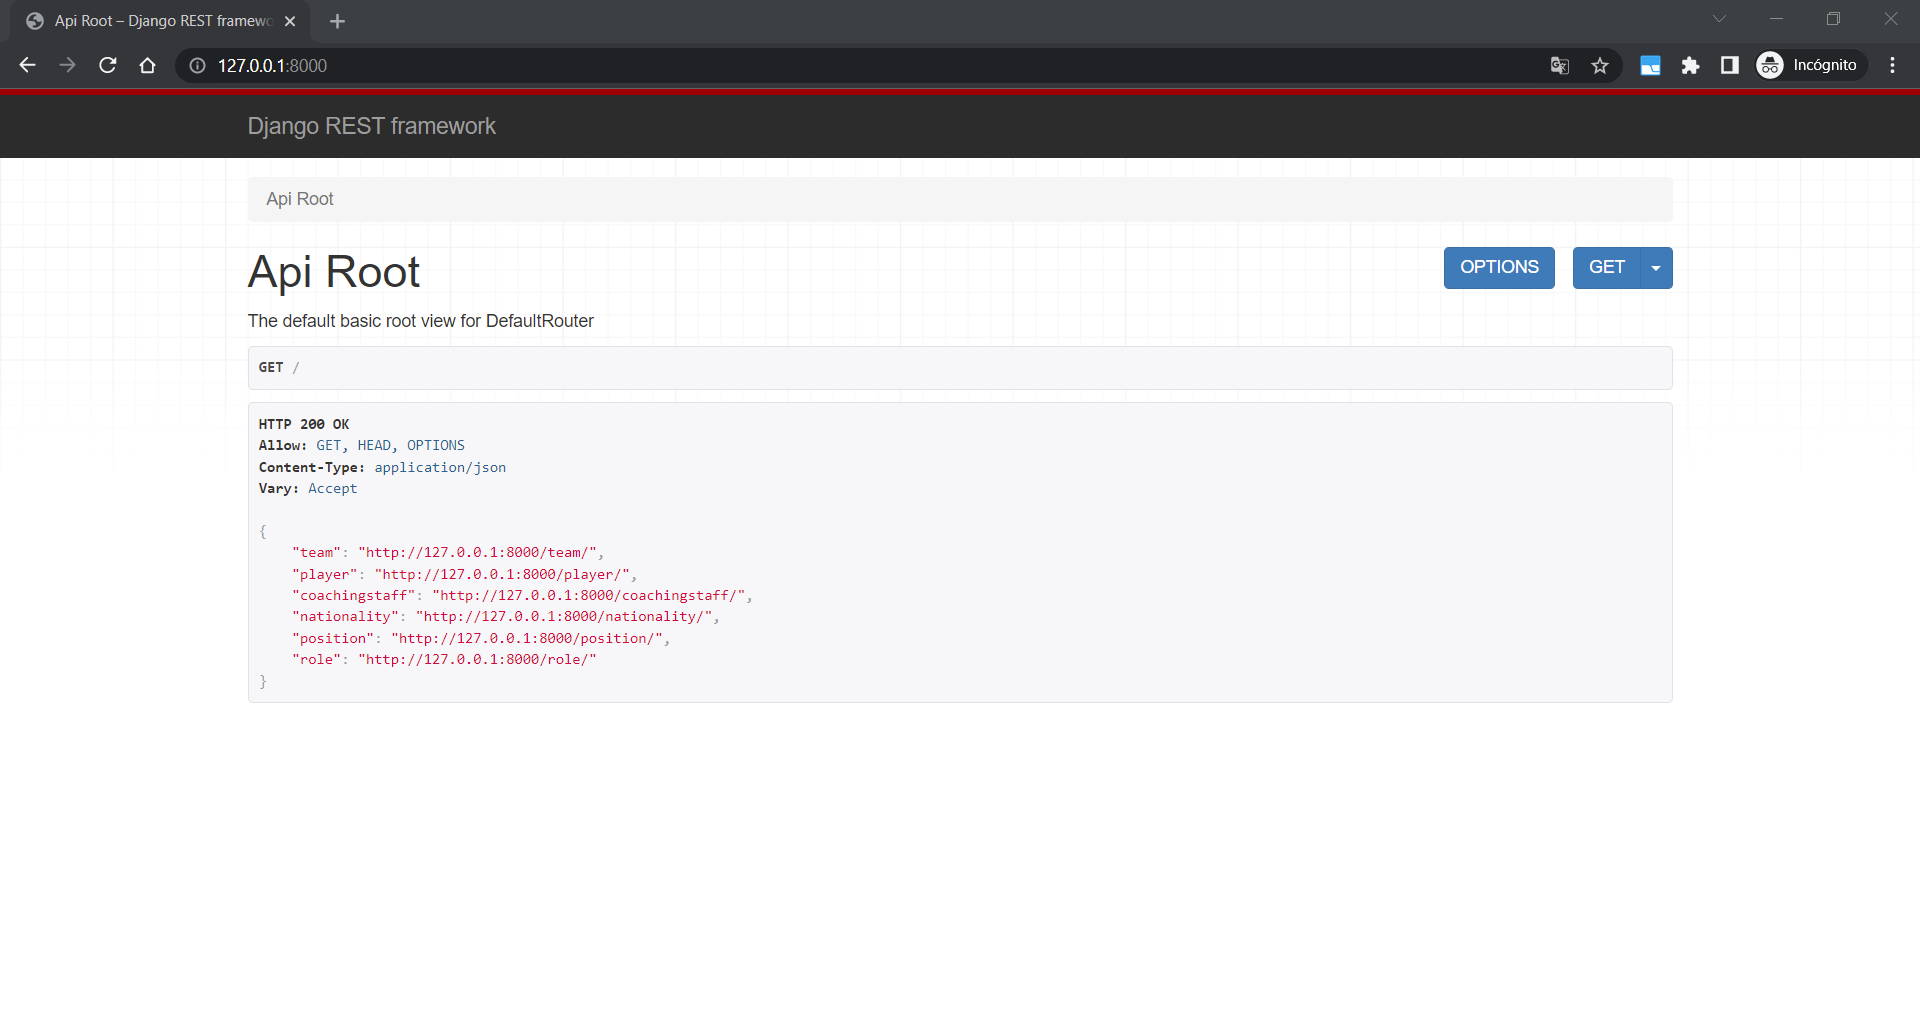 Api Root – Django REST framewo
127.0.0.1:8000
Incógnito
Django REST framework
Api Root
Api Root
OPTIONS
GET
The default basic root view for DefaultRouter
GET /
HTTP 200 OK
Allow: GET, HEAD, OPTIONS
Content-Type: application/json
Vary: Accept
{
    "team": "http://127.0.0.1:8000/team/",
    "player": "http://127.0.0.1:8000/player/",
    "coachingstaff": "http://127.0.0.1:8000/coachingstaff/",
    "nationality": "http://127.0.0.1:8000/nationality/",
    "position": "http://127.0.0.1:8000/position/",
    "role": "http://127.0.0.1:8000/role/"
}